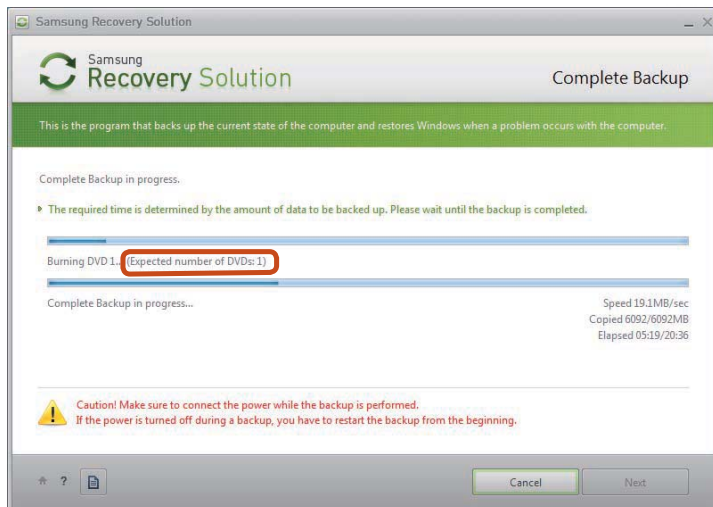 Samsung Recovery Solution
Samsung
Recovery Solution
Complete Backup
This is the program that backs up the current state of the computer and restores Windows when a problem occurs with the computer.
Complete Backup in progress.
The required time is determined by the amount of data to be backed up. Please wait until the backup is completed.
Burning DVD 1.. (Expected number of DVDs: 1)
Complete Backup in progress...
Speed 19.1MB/sec
Copied 6092/6092MB
Elapsed 05:19/20:36
Caution! Make sure to connect the power while the backup is performed.
If the power is turned off during a backup, you have to restart the backup from the beginning.
? Cancel Next